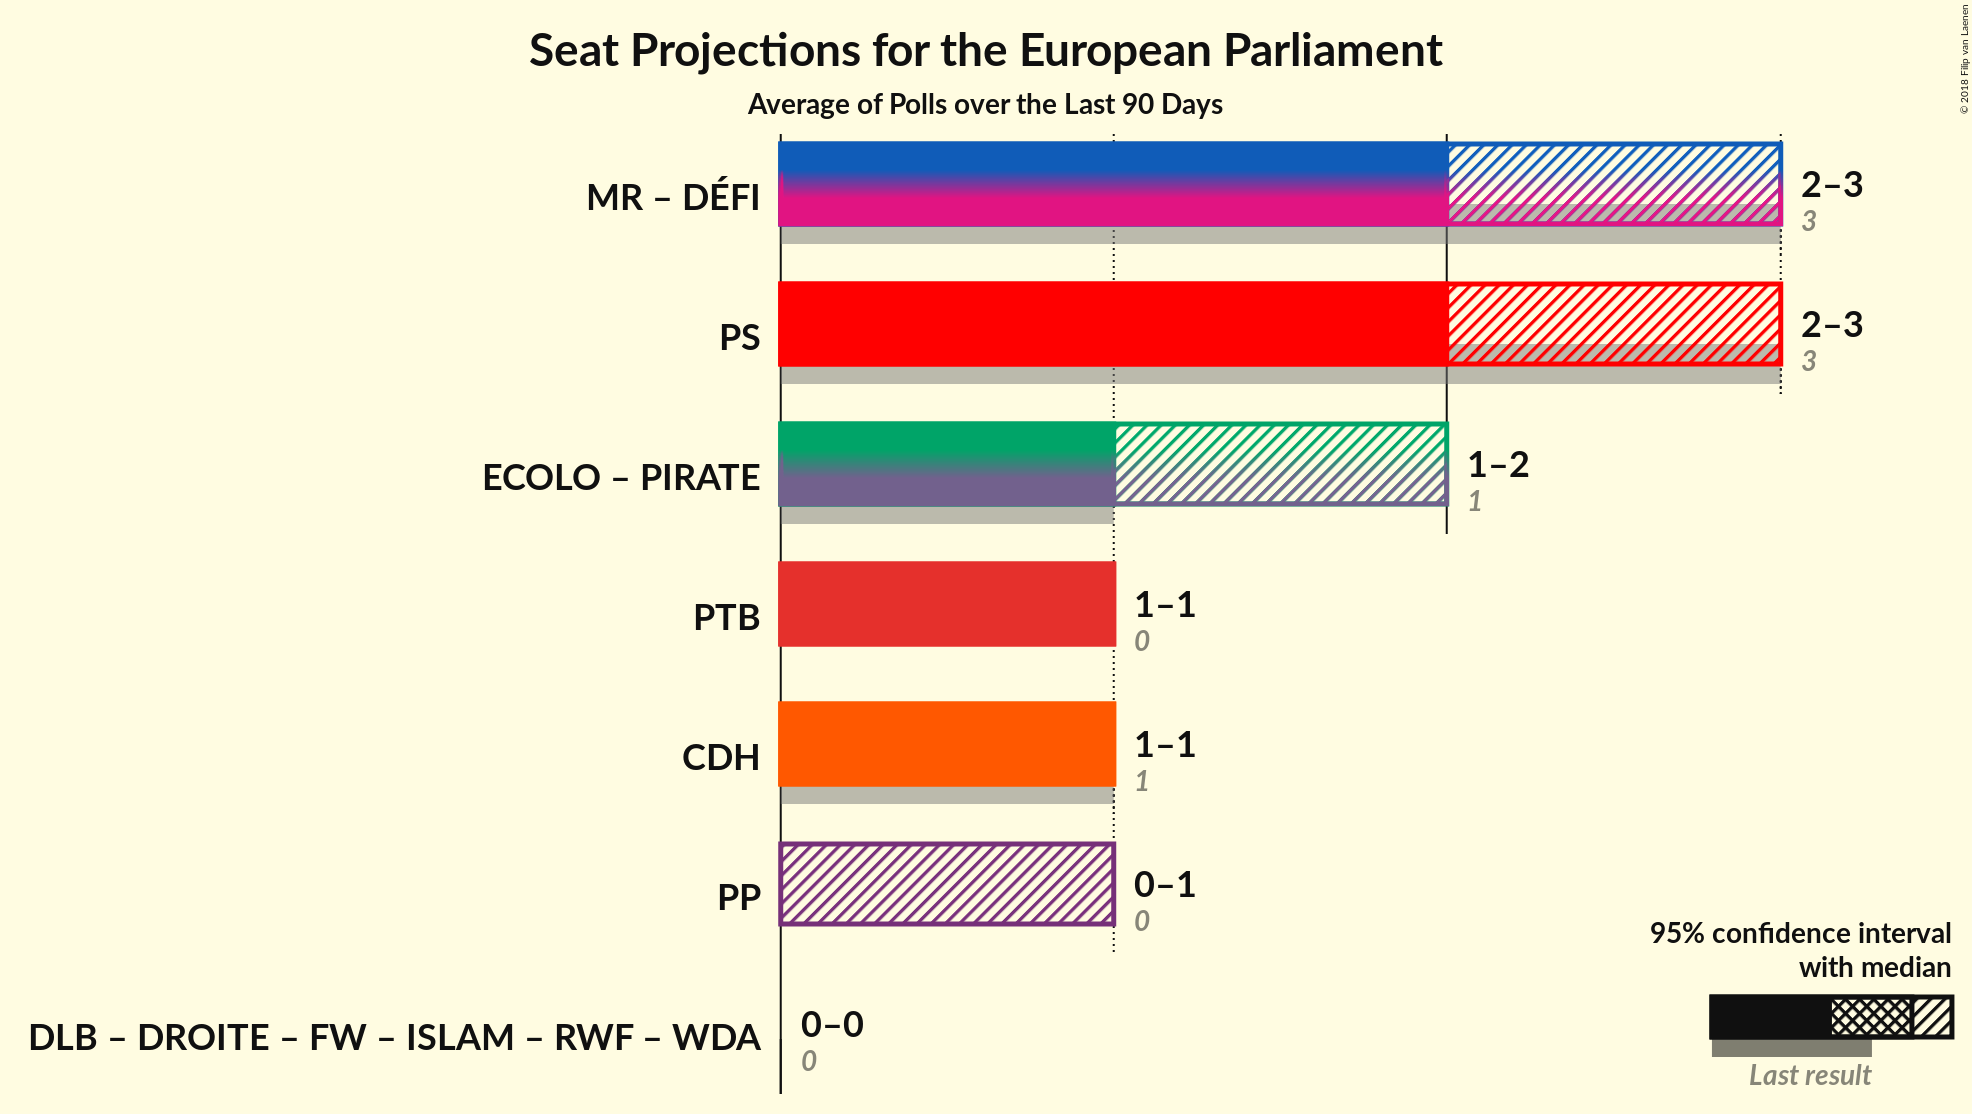 Seat Projections for the European Parliament
Average of Polls over the Last 90 Days
© 2018 Filip van Laenen
MR – DÉFI
2–3
3
PS
2–3
3
ECOLO – PIRATE
1–2
1
PTB
1–1
0
CDH
1–1
1
PP
0–1
0
DLB – DROITE – FW – ISLAM – RWF – WDA
0–0
0
95% confidence interval
with median
Last result